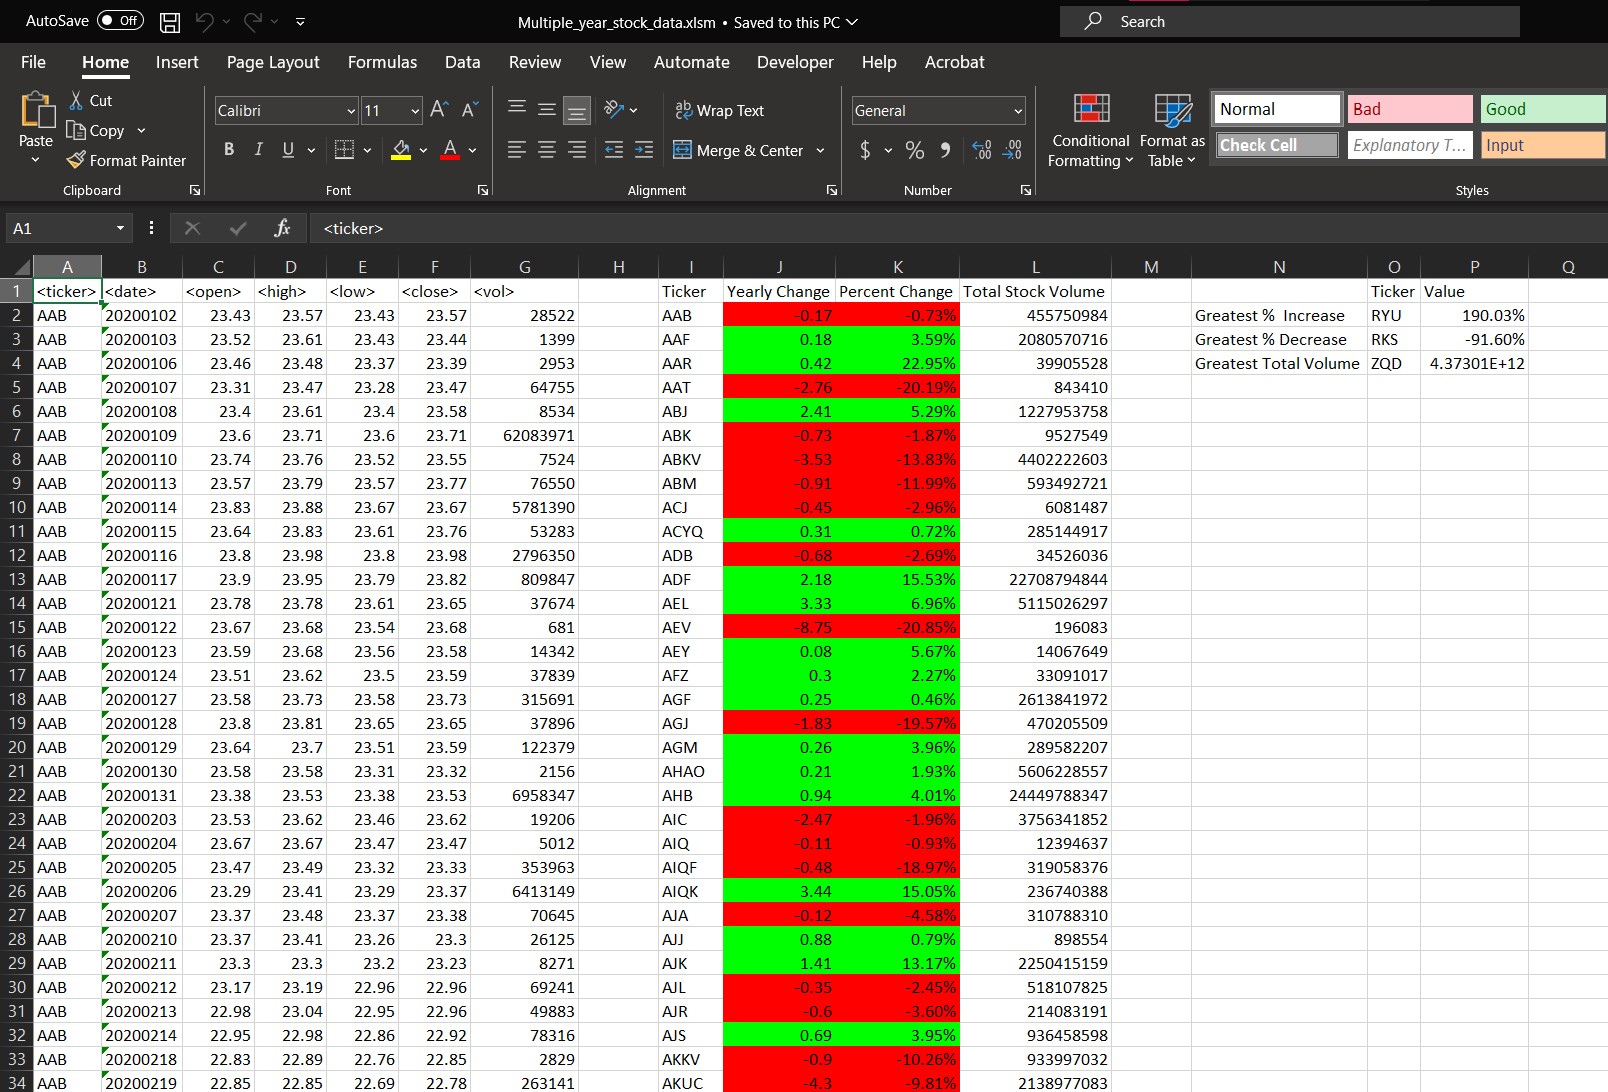 AutoSave Off Multiple_year_stock_data.xlsm • Saved to this PC Search
File Home Insert Page Layout Formulas Data Review View Automate Developer Help Acrobat
Paste
Cut
Copy
Format Painter
Clipboard
Calibri 11
B I U A
Font
Wrap Text
Merge & Center
Alignment
General
$ % 9 .00
Number
Conditional Formatting
Format as Table
Normal Bad Good
Check Cell Explanatory T... Input
Styles
A1 fx <ticker>
A B C D E F G H I J K L M N O P Q
1 <ticker> <date> <open> <high> <low> <close> <vol> Ticker Yearly Change Percent Change Total Stock Volume Ticker Value
2 AAB 20200102 23.43 23.57 23.43 23.57 28522 AAB -0.17 -0.73% 455750984 Greatest % Increase RYU 190.03%
3 AAB 20200103 23.52 23.61 23.43 23.44 1399 AAF 0.18 3.59% 2080570716 Greatest % Decrease RKS -91.60%
4 AAB 20200106 23.46 23.48 23.37 23.39 2953 AAR 0.42 22.95% 39905528 Greatest Total Volume ZQD 4.37301E+12
5 AAB 20200107 23.31 23.47 23.28 23.47 64755 AAT -2.76 -20.19% 843410
6 AAB 20200108 23.4 23.61 23.4 23.58 8534 ABJ 2.41 5.29% 1227953758
7 AAB 20200109 23.6 23.71 23.6 23.71 62083971 ABK -0.73 -1.87% 9527549
8 AAB 20200110 23.74 23.76 23.52 23.55 7524 ABKV -3.53 -13.83% 4402222603
9 AAB 20200113 23.57 23.79 23.57 23.77 76550 ABM -0.91 -11.99% 593492721
10 AAB 20200114 23.83 23.88 23.67 23.67 5781390 ACJ -0.45 -2.96% 6081487
11 AAB 20200115 23.64 23.83 23.61 23.76 53283 ACYQ 0.31 0.72% 285144917
12 AAB 20200116 23.8 23.98 23.8 23.98 2796350 ADB -0.68 -2.69% 34526036
13 AAB 20200117 23.9 23.95 23.79 23.82 809847 ADF 2.18 15.53% 22708794844
14 AAB 20200121 23.78 23.78 23.61 23.65 37674 AEL 3.33 6.96% 5115026297
15 AAB 20200122 23.67 23.68 23.54 23.68 681 AEV -8.75 -20.85% 196083
16 AAB 20200123 23.59 23.68 23.56 23.58 14342 AEY 0.08 5.67% 14067649
17 AAB 20200124 23.51 23.62 23.5 23.59 37839 AFZ 0.3 2.27% 33091017
18 AAB 20200127 23.58 23.73 23.58 23.73 315691 AGF 0.25 0.46% 2613841972
19 AAB 20200128 23.8 23.81 23.65 23.65 37896 AGJ -1.83 -19.57% 470205509
20 AAB 20200129 23.64 23.7 23.51 23.59 122379 AGM 0.26 3.96% 289582207
21 AAB 20200130 23.58 23.58 23.31 23.32 2156 AHAO 0.21 1.93% 5606228557
22 AAB 20200131 23.38 23.53 23.38 23.53 6958347 AHB 0.94 4.01% 24449788347
23 AAB 20200203 23.53 23.62 23.46 23.62 19206 AIC -2.47 -1.96% 3756341852
24 AAB 20200204 23.67 23.67 23.47 23.47 5012 AIQ -0.11 -0.93% 12394637
25 AAB 20200205 23.47 23.49 23.32 23.33 353963 AIQF -0.48 -18.97% 319058376
26 AAB 20200206 23.29 23.41 23.29 23.37 6413149 AIQK 3.44 15.05% 236740388
27 AAB 20200207 23.37 23.48 23.37 23.38 70645 AJA -0.12 -4.58% 310788310
28 AAB 20200210 23.37 23.41 23.26 23.3 26125 AJJ 0.88 0.79% 898554
29 AAB 20200211 23.3 23.3 23.2 23.23 8271 AJK 1.41 13.17% 2250415159
30 AAB 20200212 23.17 23.19 22.96 22.96 69241 AJL -0.35 -2.45% 518107825
31 AAB 20200213 22.98 23.04 22.95 22.96 49883 AJR -0.6 -3.60% 214083191
32 AAB 20200214 22.95 22.98 22.86 22.92 78316 AJS 0.69 3.95% 936458598
33 AAB 20200218 22.83 22.89 22.76 22.85 2829 AKKV -0.9 -10.26% 933997032
34 AAB 20200219 22.85 22.85 22.69 22.78 263141 AKUC -4.3 -9.81% 2138977083